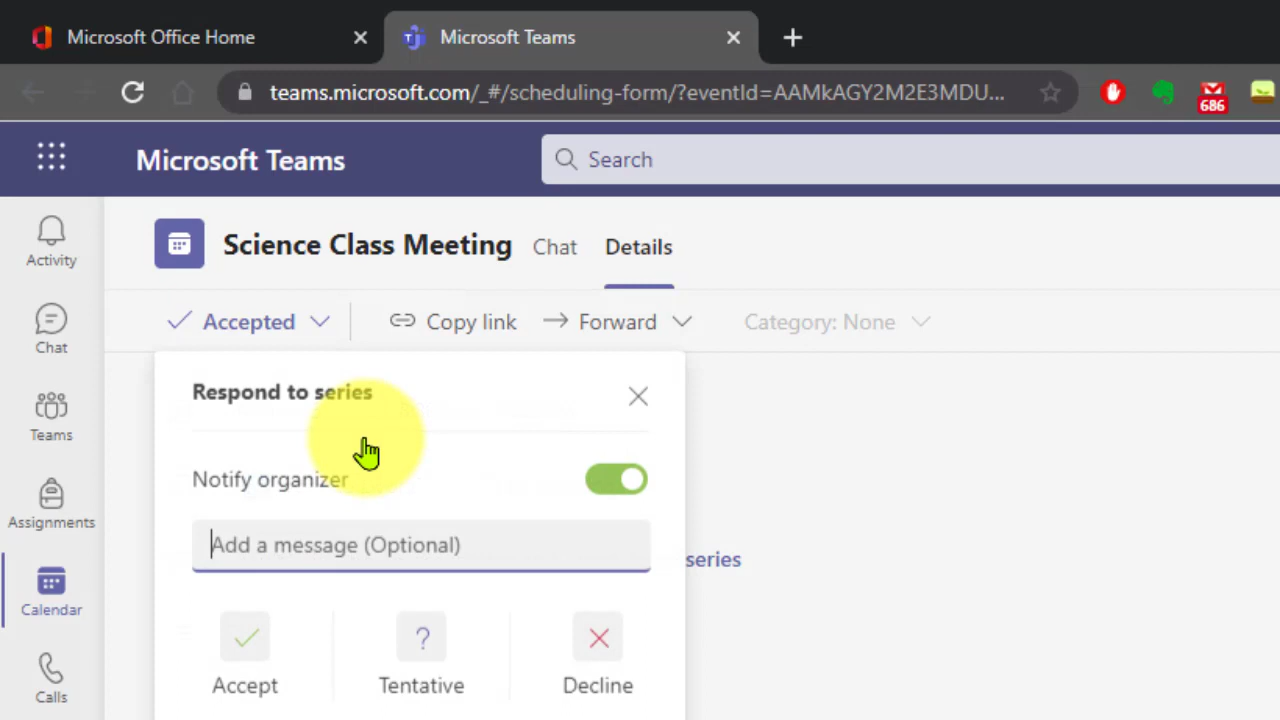 Microsoft Office Home
Microsoft Teams
teams.microsoft.com/_#/scheduling-form/?eventId=AAMkAGY2M2E3MDU...
686
Microsoft Teams
Search
Activity
Chat
Teams
Assignments
Calendar
Calls
Science Class Meeting
Chat
Details
Accepted
Copy link
Forward
Category: None
Respond to series
Notify organizer
Add a message (Optional)
series
Accept
Tentative
Decline